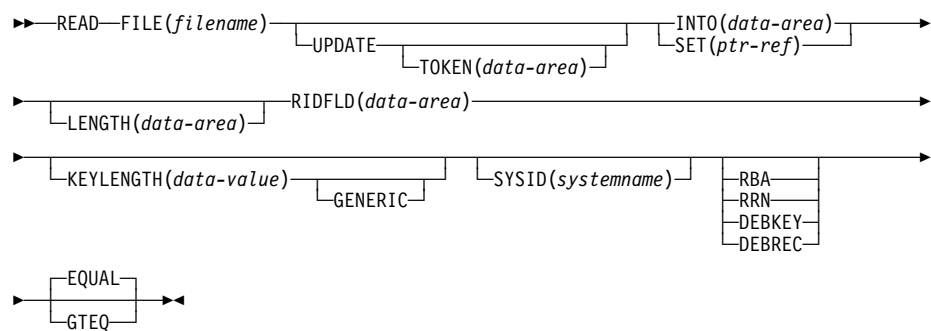 READ FILE(filename) INTO(data-area)
UPDATE SET(ptr-ref)
TOKEN(data-area)
RIDFLD(data-area)
LENGTH(data-area)
KEYLENGTH(data-value) SYSID(systemname) RBA
GENERIC RRN
DEBKEY
DEBREC
EQUAL
GTEQ